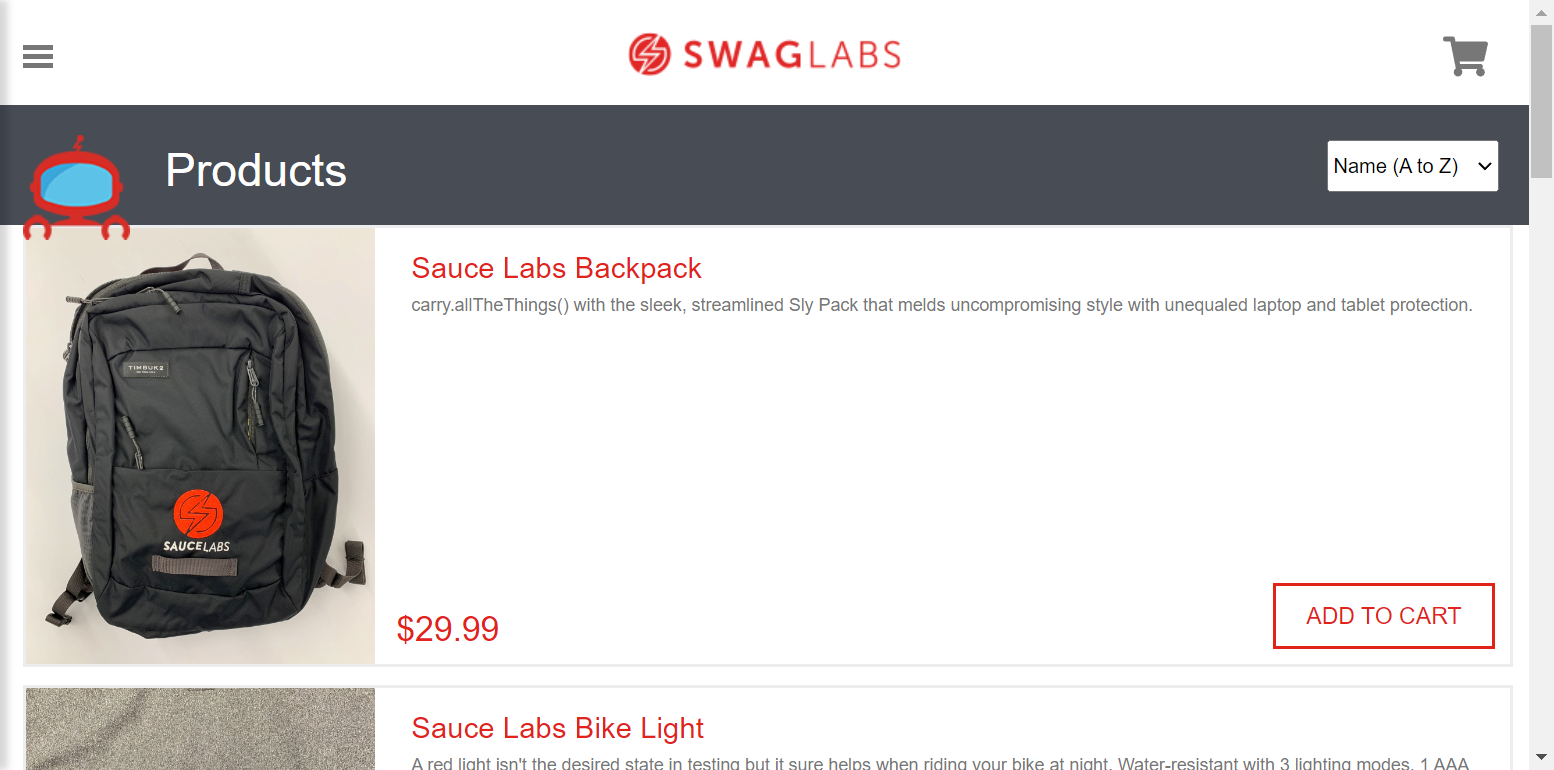 SWAGLABS
Products
Name (A to Z)
Sauce Labs Backpack
carry.allTheThings() with the sleek, streamlined Sly Pack that melds uncompromising style with unequaled laptop and tablet protection.
TIMBUK2
SAUCELABS
$29.99
ADD TO CART
Sauce Labs Bike Light
A red light isn't the desired state in testing but it sure helps when riding your bike at night. Water-resistant with 3 lighting modes, 1 AAA